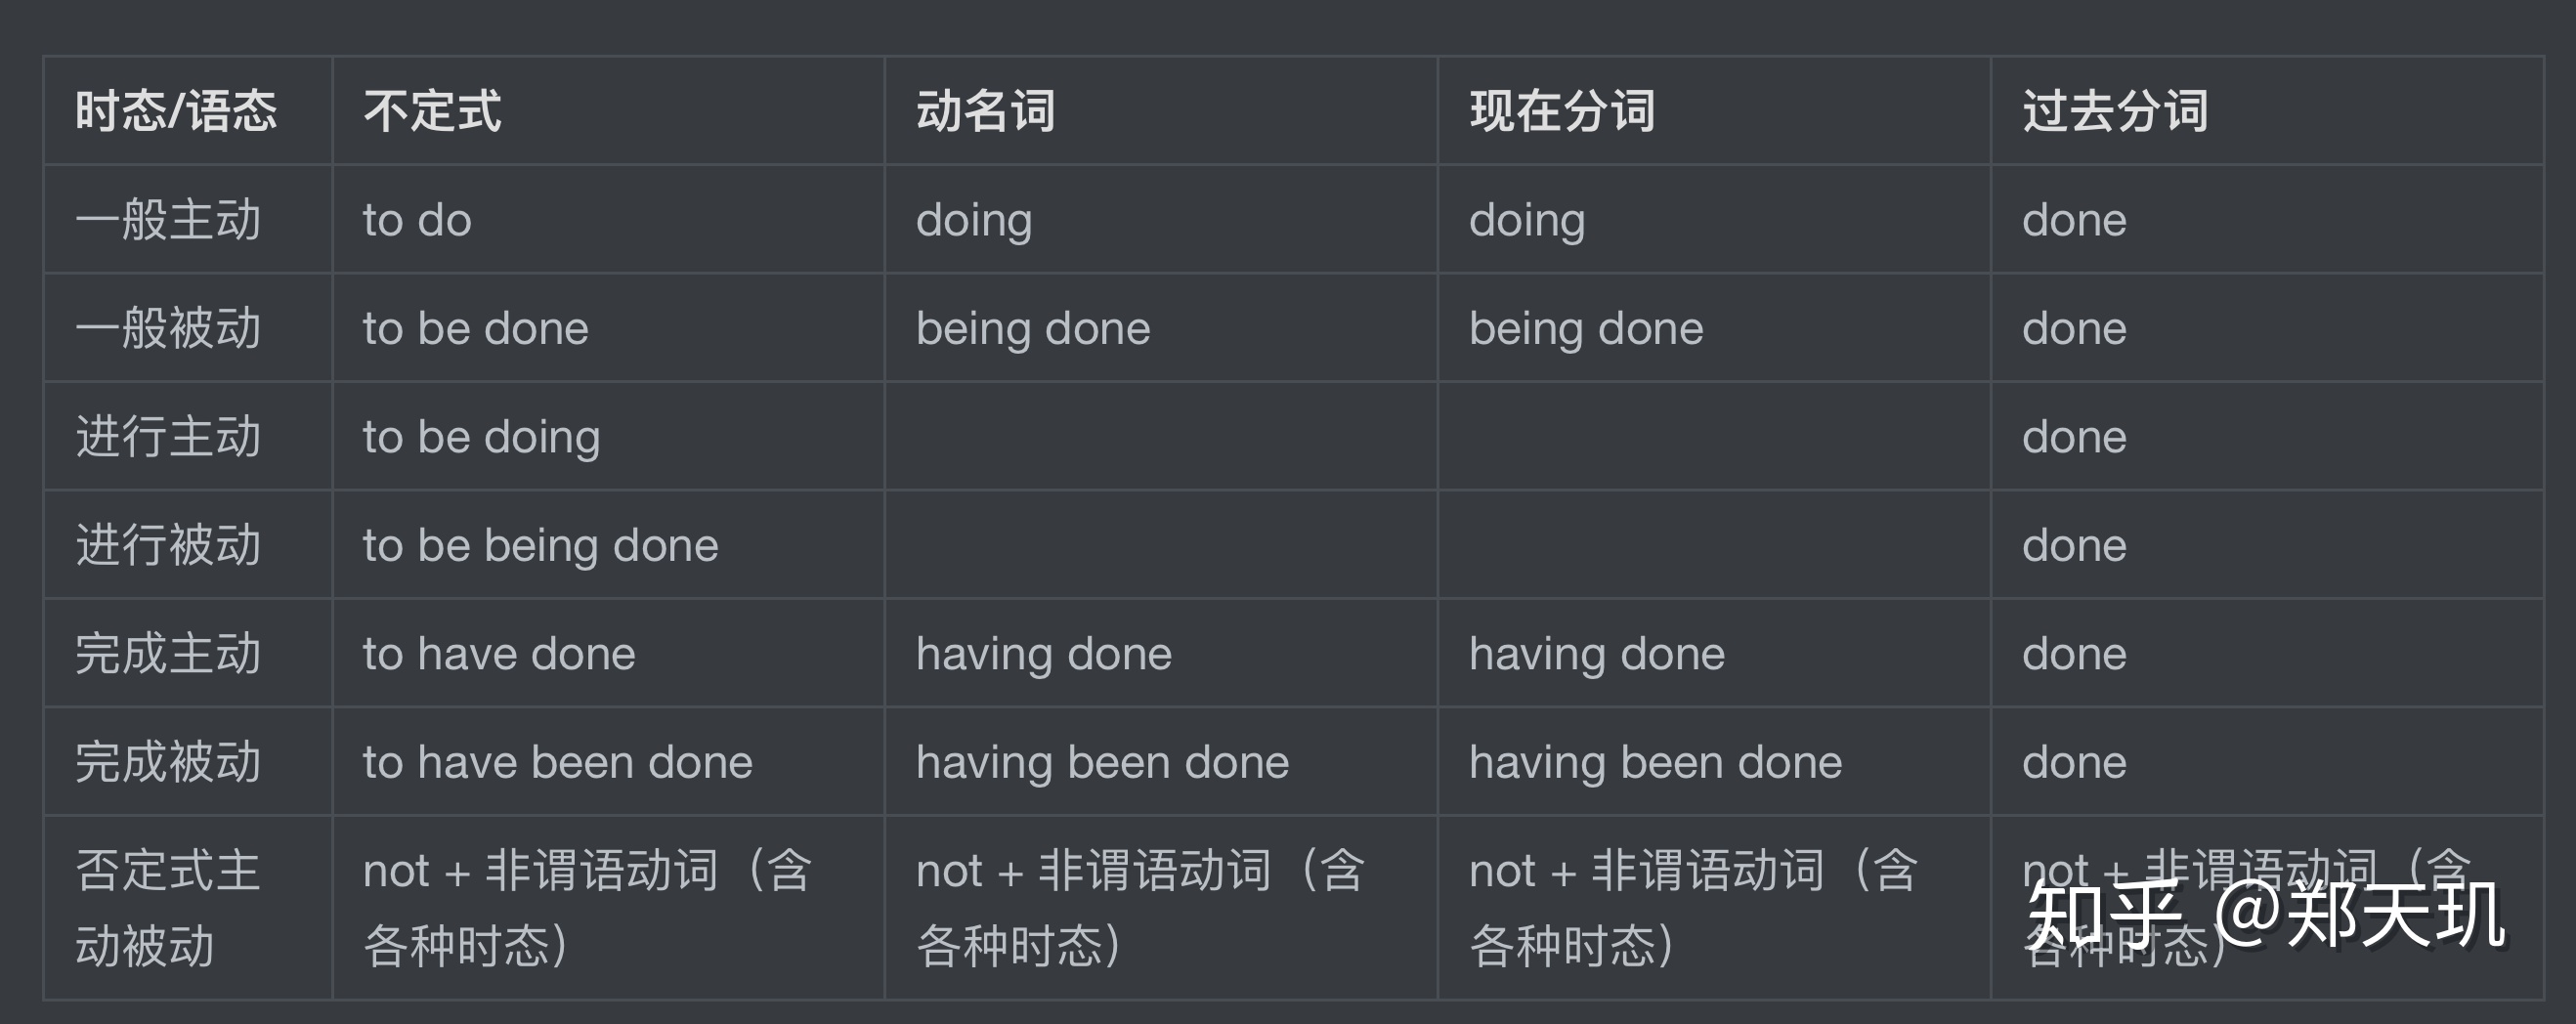 时态/语态 不定式 动名词 现在分词 过去分词
一般主动 to do doing doing done
一般被动 to be done being done being done done
进行主动 to be doing done
进行被动 to be being done done
完成主动 to have done having done having done done
完成被动 to have been done having been done having been done done
否定式主 not + 非谓语动词（含 not + 非谓语动词（含 not + 非谓语动词（含 not + 非谓语动词（含
动被动 各种时态） 各种时态） 各种时态） 各种时态）
知乎 @郑天玑